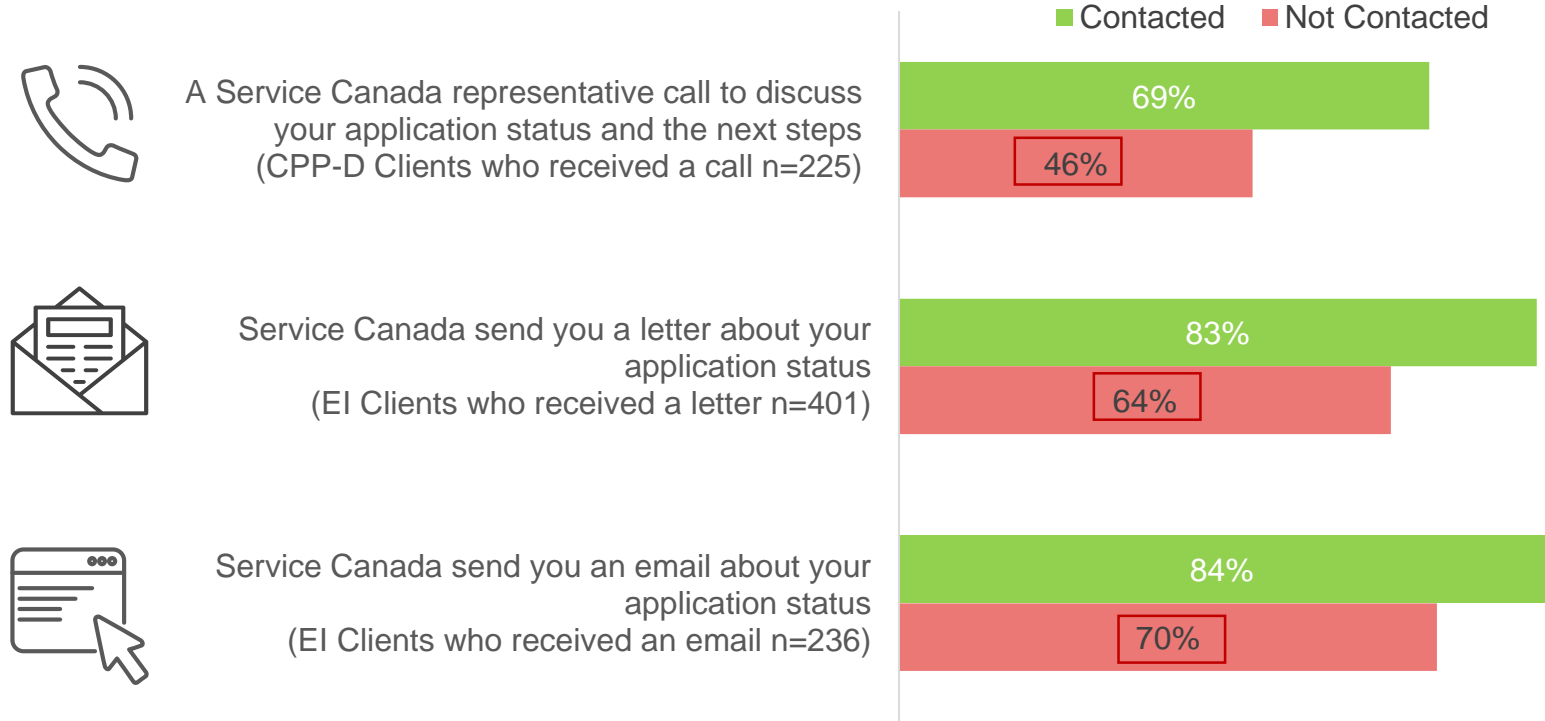 Contacted Not Contacted
A Service Canada representative call to discuss
your application status and the next steps
(CPP-D Clients who received a call n=225)
69%
46%
Service Canada send you a letter about your
application status
(EI Clients who received a letter n=401)
83%
64%
Service Canada send you an email about your
application status
(EI Clients who received an email n=236)
84%
70%